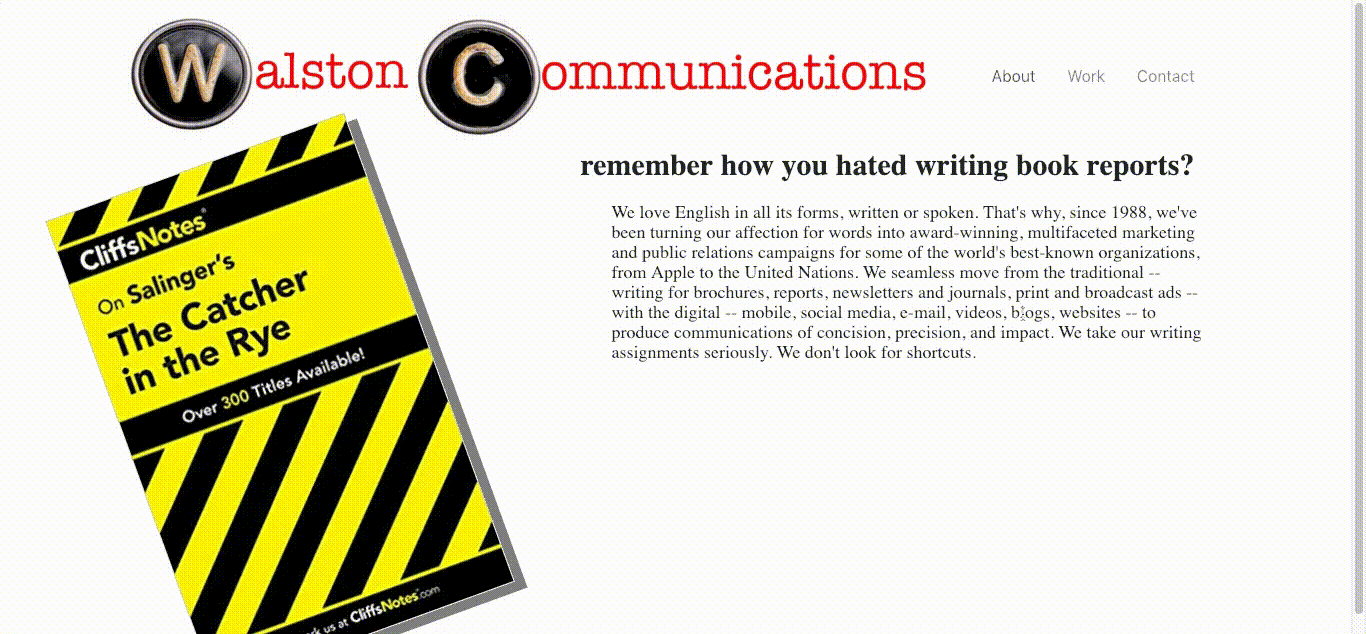 Walston Communications
About Work Contact
CliffsNotes®
On Salinger's
The Catcher
in the Rye
Over 300 Titles Available!
us at CliffsNotes.com
remember how you hated writing book reports?
We love English in all its forms, written or spoken. That's why, since 1988, we've
been turning our affection for words into award-winning, multifaceted marketing
and public relations campaigns for some of the world's best-known organizations,
from Apple to the United Nations. We seamless move from the traditional --
writing for brochures, reports, newsletters and journals, print and broadcast ads --
with the digital -- mobile, social media, e-mail, videos, blogs, websites -- to
produce communications of concision, precision, and impact. We take our writing
assignments seriously. We don't look for shortcuts.